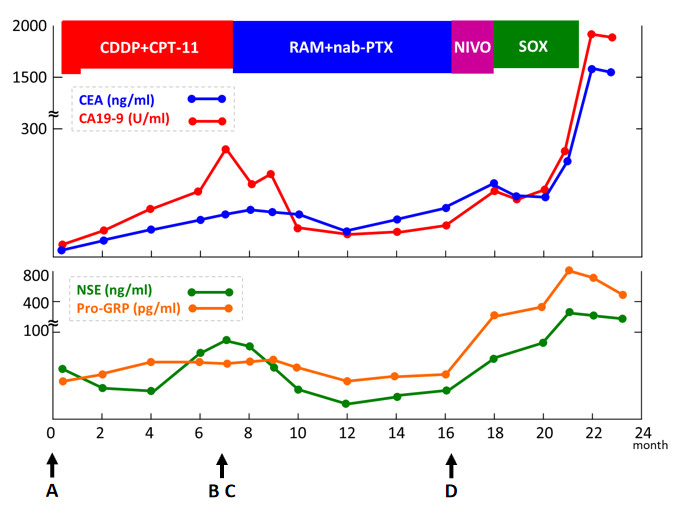 2000
CDDP+CPT-11 RAM+nab-PTX NIVO SOX
1500
CEA (ng/ml)
CA19-9 (U/ml)
300
800
NSE (ng/ml)
Pro-GRP (pg/ml)
400
100
0 2 4 6 8 10 12 14 16 18 20 22 24
month
A B C D